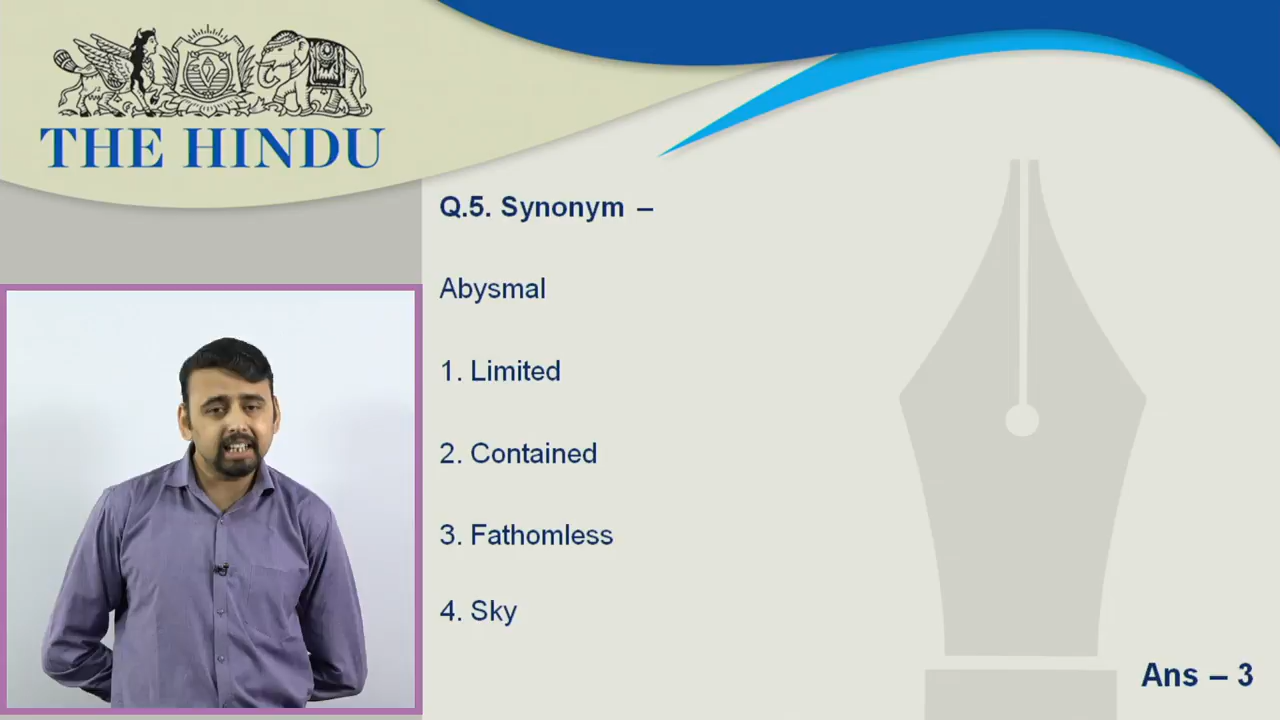 THE HINDU
Q.5. Synonym –
Abysmal
1. Limited
2. Contained
3. Fathomless
4. Sky
Ans – 3